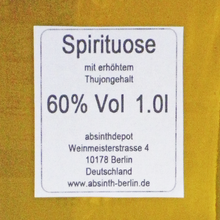 Spirituose
mit erhöhtem
Thujongehalt
60% Vol 1.0l
absinthdepot
Weinmeisterstrasse 4
10178 Berlin
Deutschland
www.absinth-berlin.de